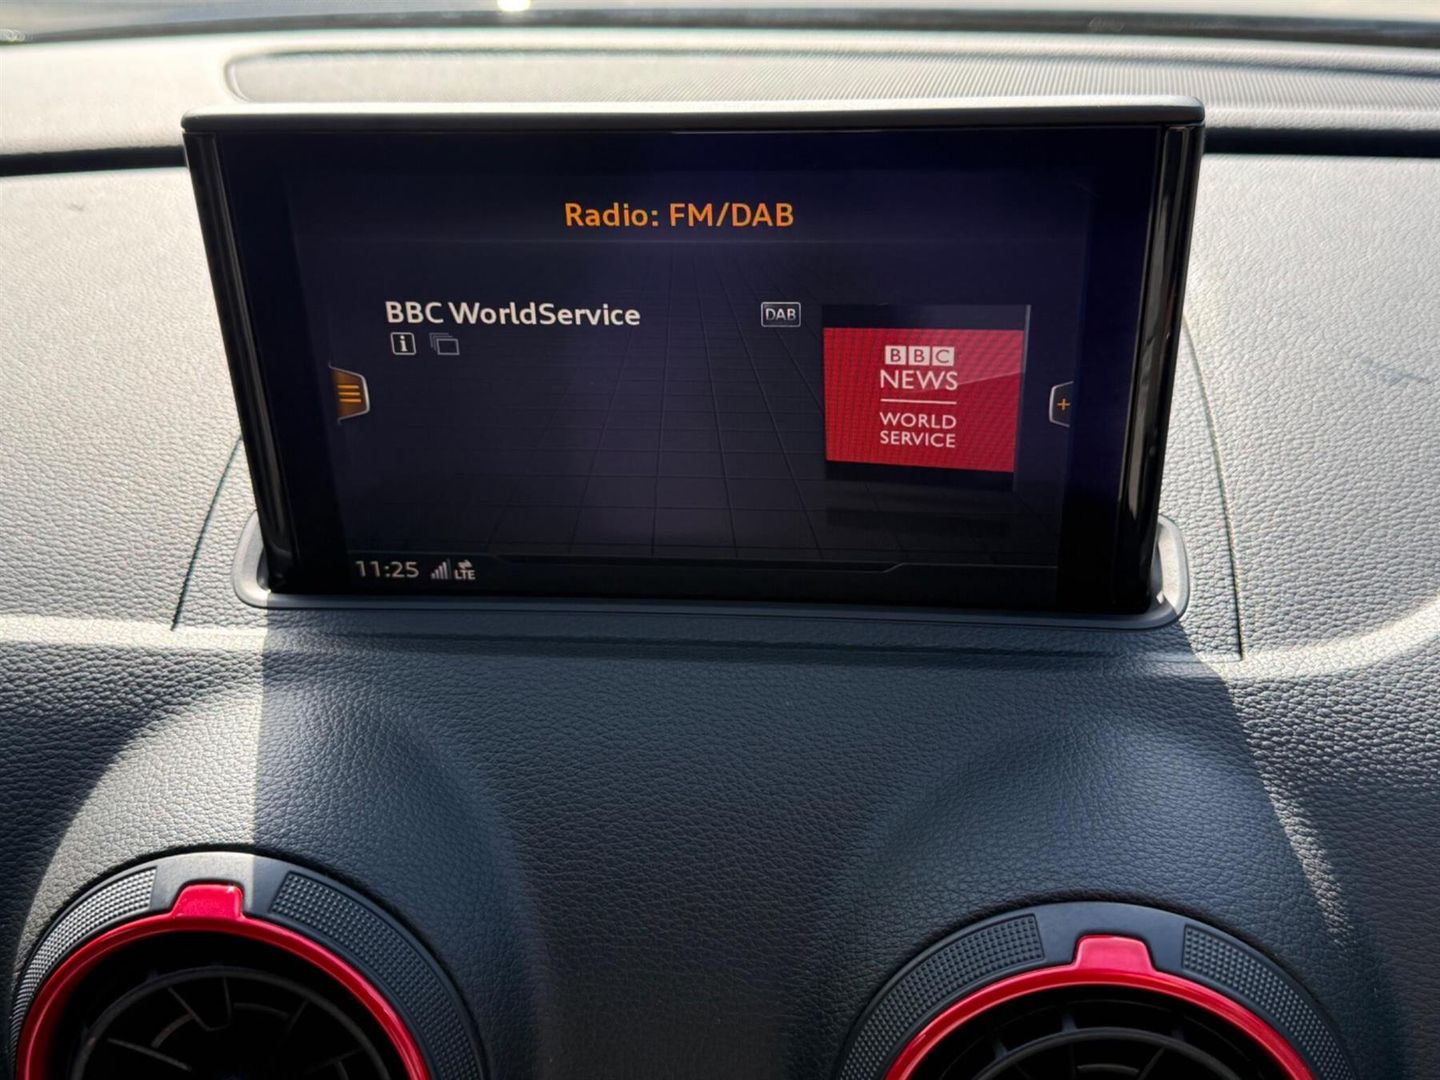 Radio: FM/DAB
BBC WorldService
DAB
i
BBC
NEWS
WORLD
SERVICE
+
11:25 LTE